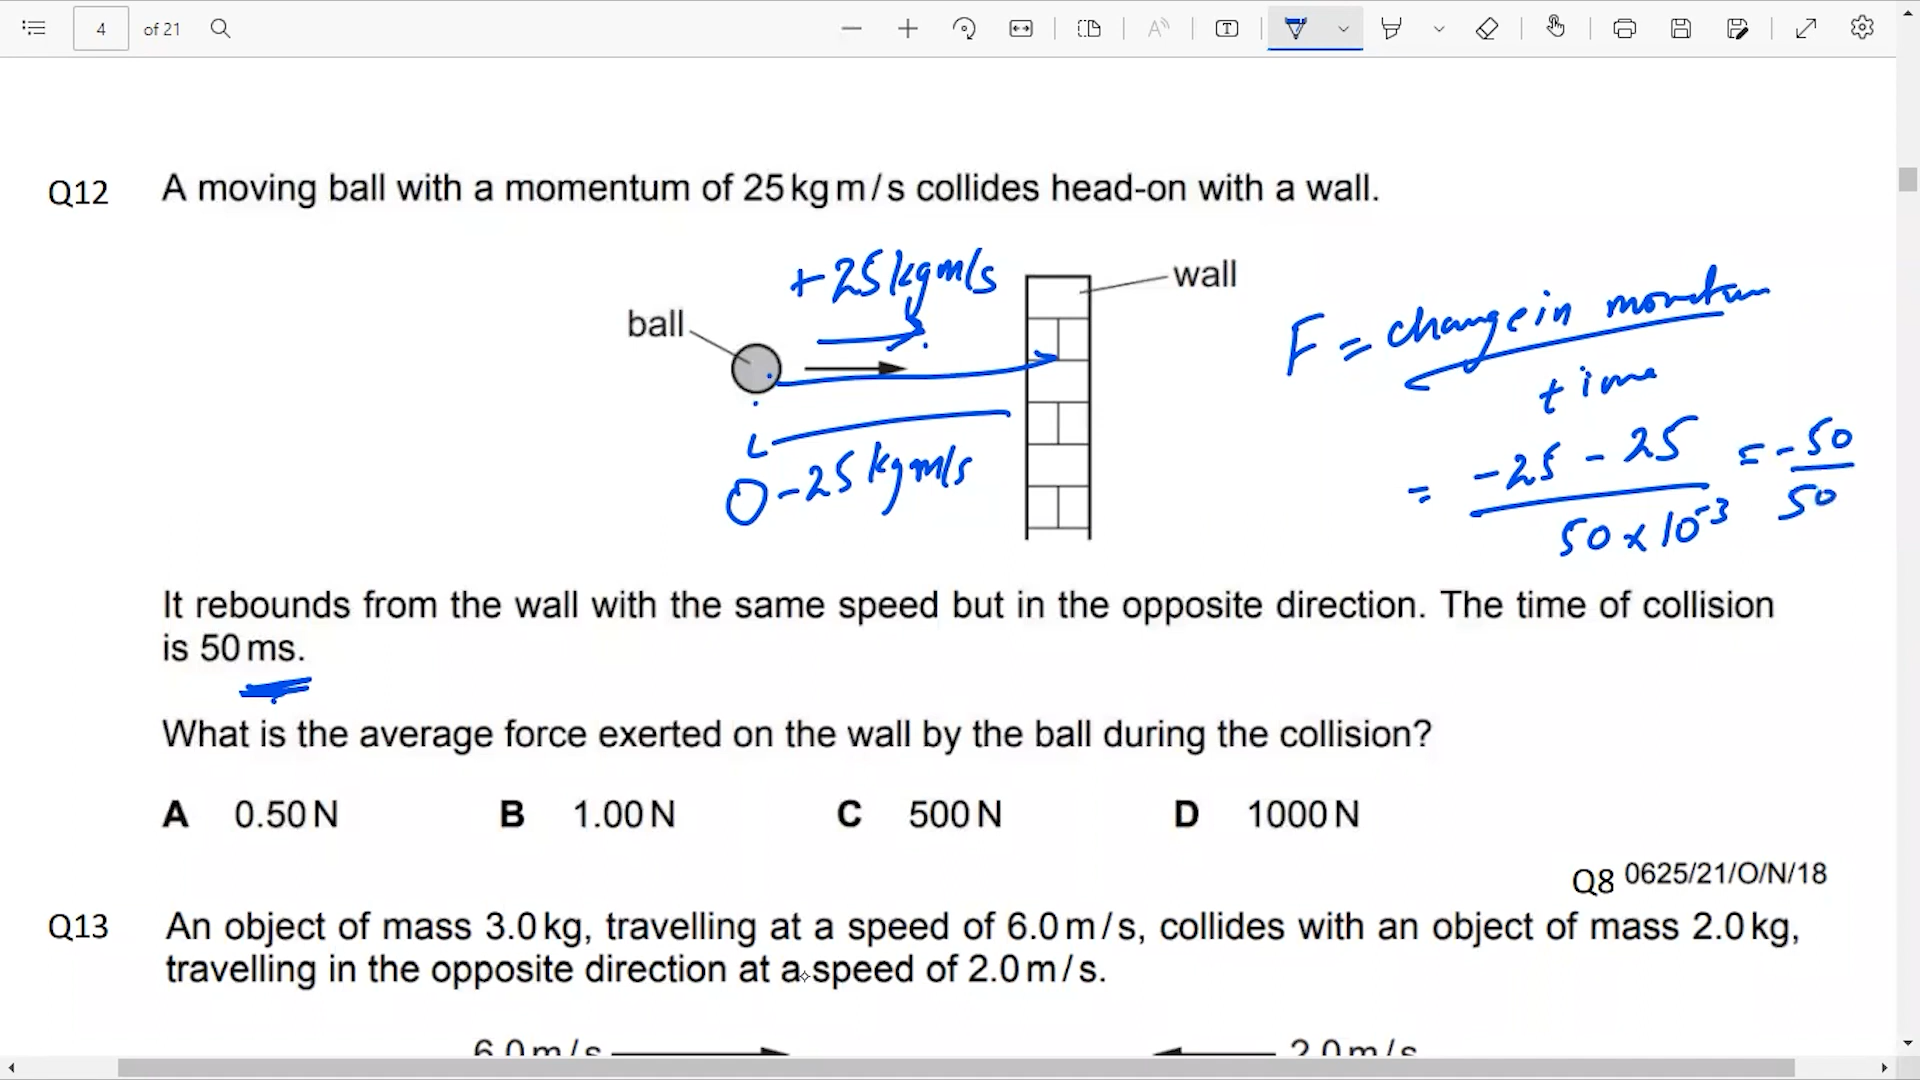 4 of 21
Q12 A moving ball with a momentum of 25 kg m / s collides head-on with a wall.
+25 kgm/s
wall
ball
F = change in momentum
time
-25 kgm/s
= -25 - 25 = -50
50 x 10^-3 50
It rebounds from the wall with the same speed but in the opposite direction. The time of collision
is 50 ms.
What is the average force exerted on the wall by the ball during the collision?
A 0.50 N B 1.00 N C 500 N D 1000 N
Q8 0625/21/O/N/18
Q13 An object of mass 3.0 kg, travelling at a speed of 6.0 m / s, collides with an object of mass 2.0 kg,
travelling in the opposite direction at a speed of 2.0 m / s.
6.0 m / s 2.0 m / s